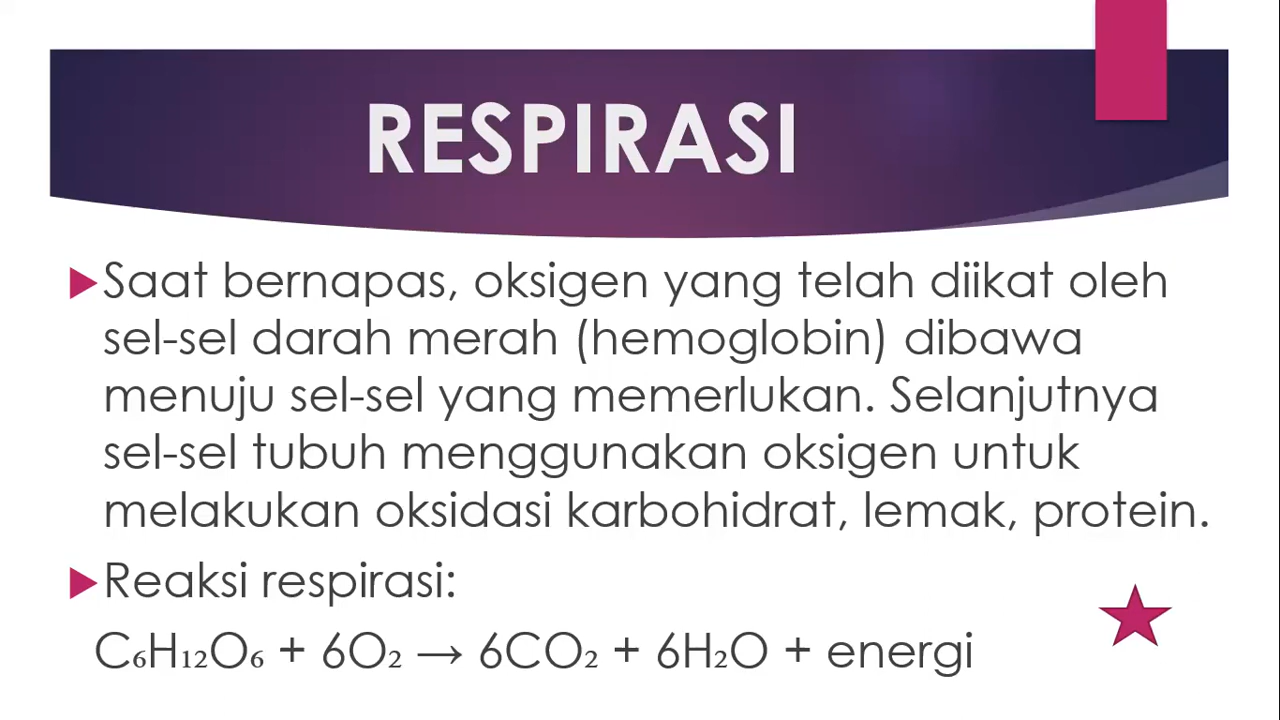 RESPIRASI
Saat bernapas, oksigen yang telah diikat oleh
sel-sel darah merah (hemoglobin) dibawa
menuju sel-sel yang memerlukan. Selanjutnya
sel-sel tubuh menggunakan oksigen untuk
melakukan oksidasi karbohidrat, lemak, protein.
Reaksi respirasi:
C₆H₁₂O₆ + 6O₂ → 6CO₂ + 6H₂O + energi